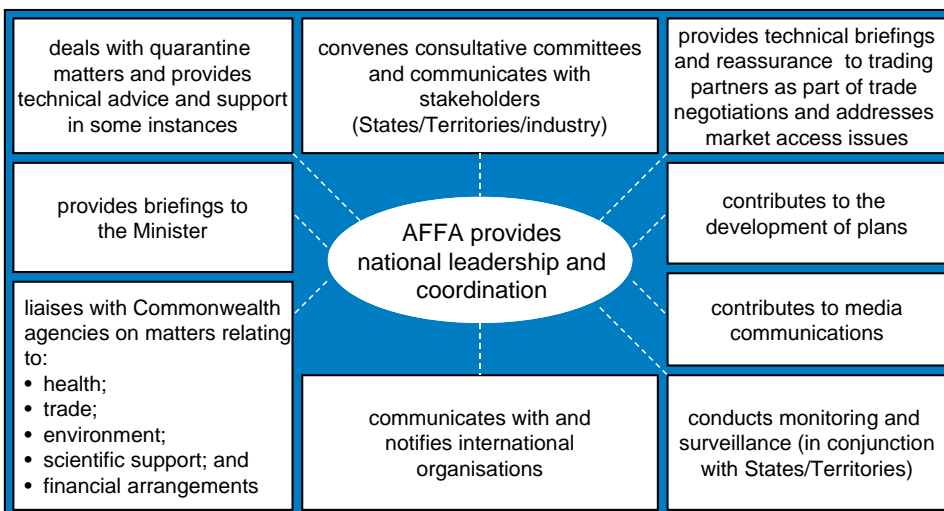 deals with quarantine
matters and provides
technical advice and support
in some instances
convenes consultative committees
and communicates with
stakeholders
(States/Territories/industry)
provides technical briefings
and reassurance to trading
partners as part of trade
negotiations and addresses
market access issues
provides briefings to
the Minister
AFFA provides
national leadership and
coordination
contributes to the
development of plans
liaises with Commonwealth
agencies on matters relating
to:
• health;
• trade;
• environment;
• scientific support; and
• financial arrangements
contributes to media
communications
communicates with and
notifies international
organisations
conducts monitoring and
surveillance (in conjunction
with States/Territories)